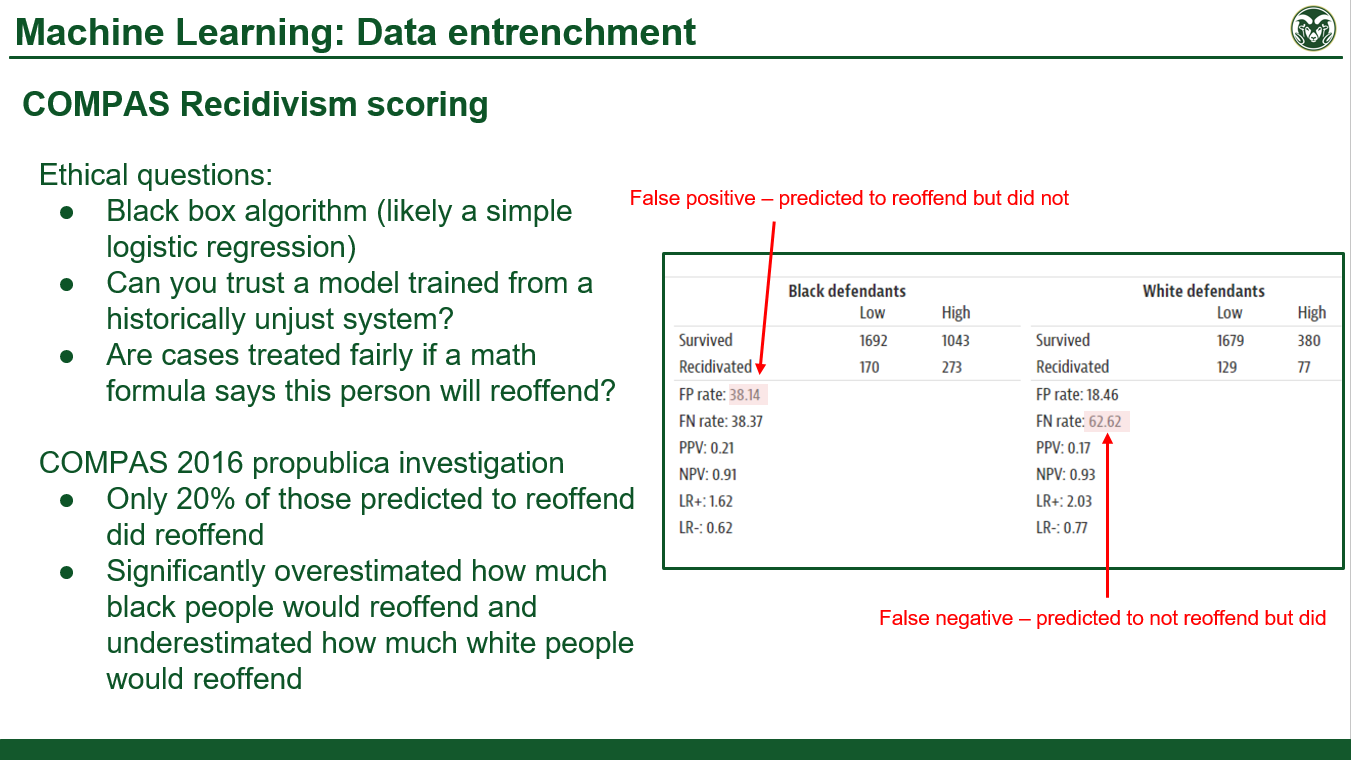 Machine Learning: Data entrenchment
COMPAS Recidivism scoring
Ethical questions:
● Black box algorithm (likely a simple
logistic regression)
● Can you trust a model trained from a
historically unjust system?
● Are cases treated fairly if a math
formula says this person will reoffend?
COMPAS 2016 propublica investigation
● Only 20% of those predicted to reoffend
did reoffend
● Significantly overestimated how much
black people would reoffend and
underestimated how much white people
would reoffend
False positive – predicted to reoffend but did not
Black defendants
Low High
Survived 1692 1043
Recidivated 170 273
FP rate: 38.14
FN rate: 38.37
PPV: 0.21
NPV: 0.91
LR+: 1.62
LR-: 0.62
White defendants
Low High
Survived 1679 380
Recidivated 129 77
FP rate: 18.46
FN rate: 62.62
PPV: 0.17
NPV: 0.93
LR+: 2.03
LR-: 0.77
False negative – predicted to not reoffend but did